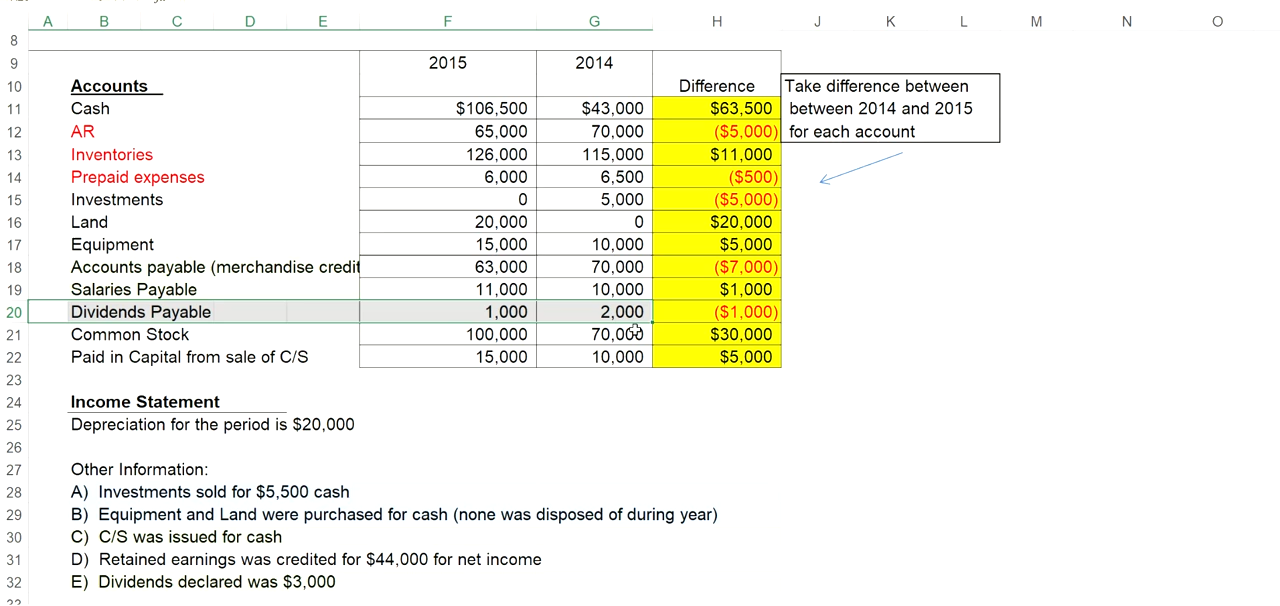 A B C D E F G H J K L M N O
8
9 2015 2014
10 Accounts Difference Take difference between
11 Cash $106,500 $43,000 $63,500 between 2014 and 2015
12 AR 65,000 70,000 ($5,000) for each account
13 Inventories 126,000 115,000 $11,000
14 Prepaid expenses 6,000 6,500 ($500)
15 Investments 0 5,000 ($5,000)
16 Land 20,000 0 $20,000
17 Equipment 15,000 10,000 $5,000
18 Accounts payable (merchandise credit 63,000 70,000 ($7,000)
19 Salaries Payable 11,000 10,000 $1,000
20 Dividends Payable 1,000 2,000 ($1,000)
21 Common Stock 100,000 70,000 $30,000
22 Paid in Capital from sale of C/S 15,000 10,000 $5,000
23
24 Income Statement
25 Depreciation for the period is $20,000
26
27 Other Information:
28 A) Investments sold for $5,500 cash
29 B) Equipment and Land were purchased for cash (none was disposed of during year)
30 C) C/S was issued for cash
31 D) Retained earnings was credited for $44,000 for net income
32 E) Dividends declared was $3,000